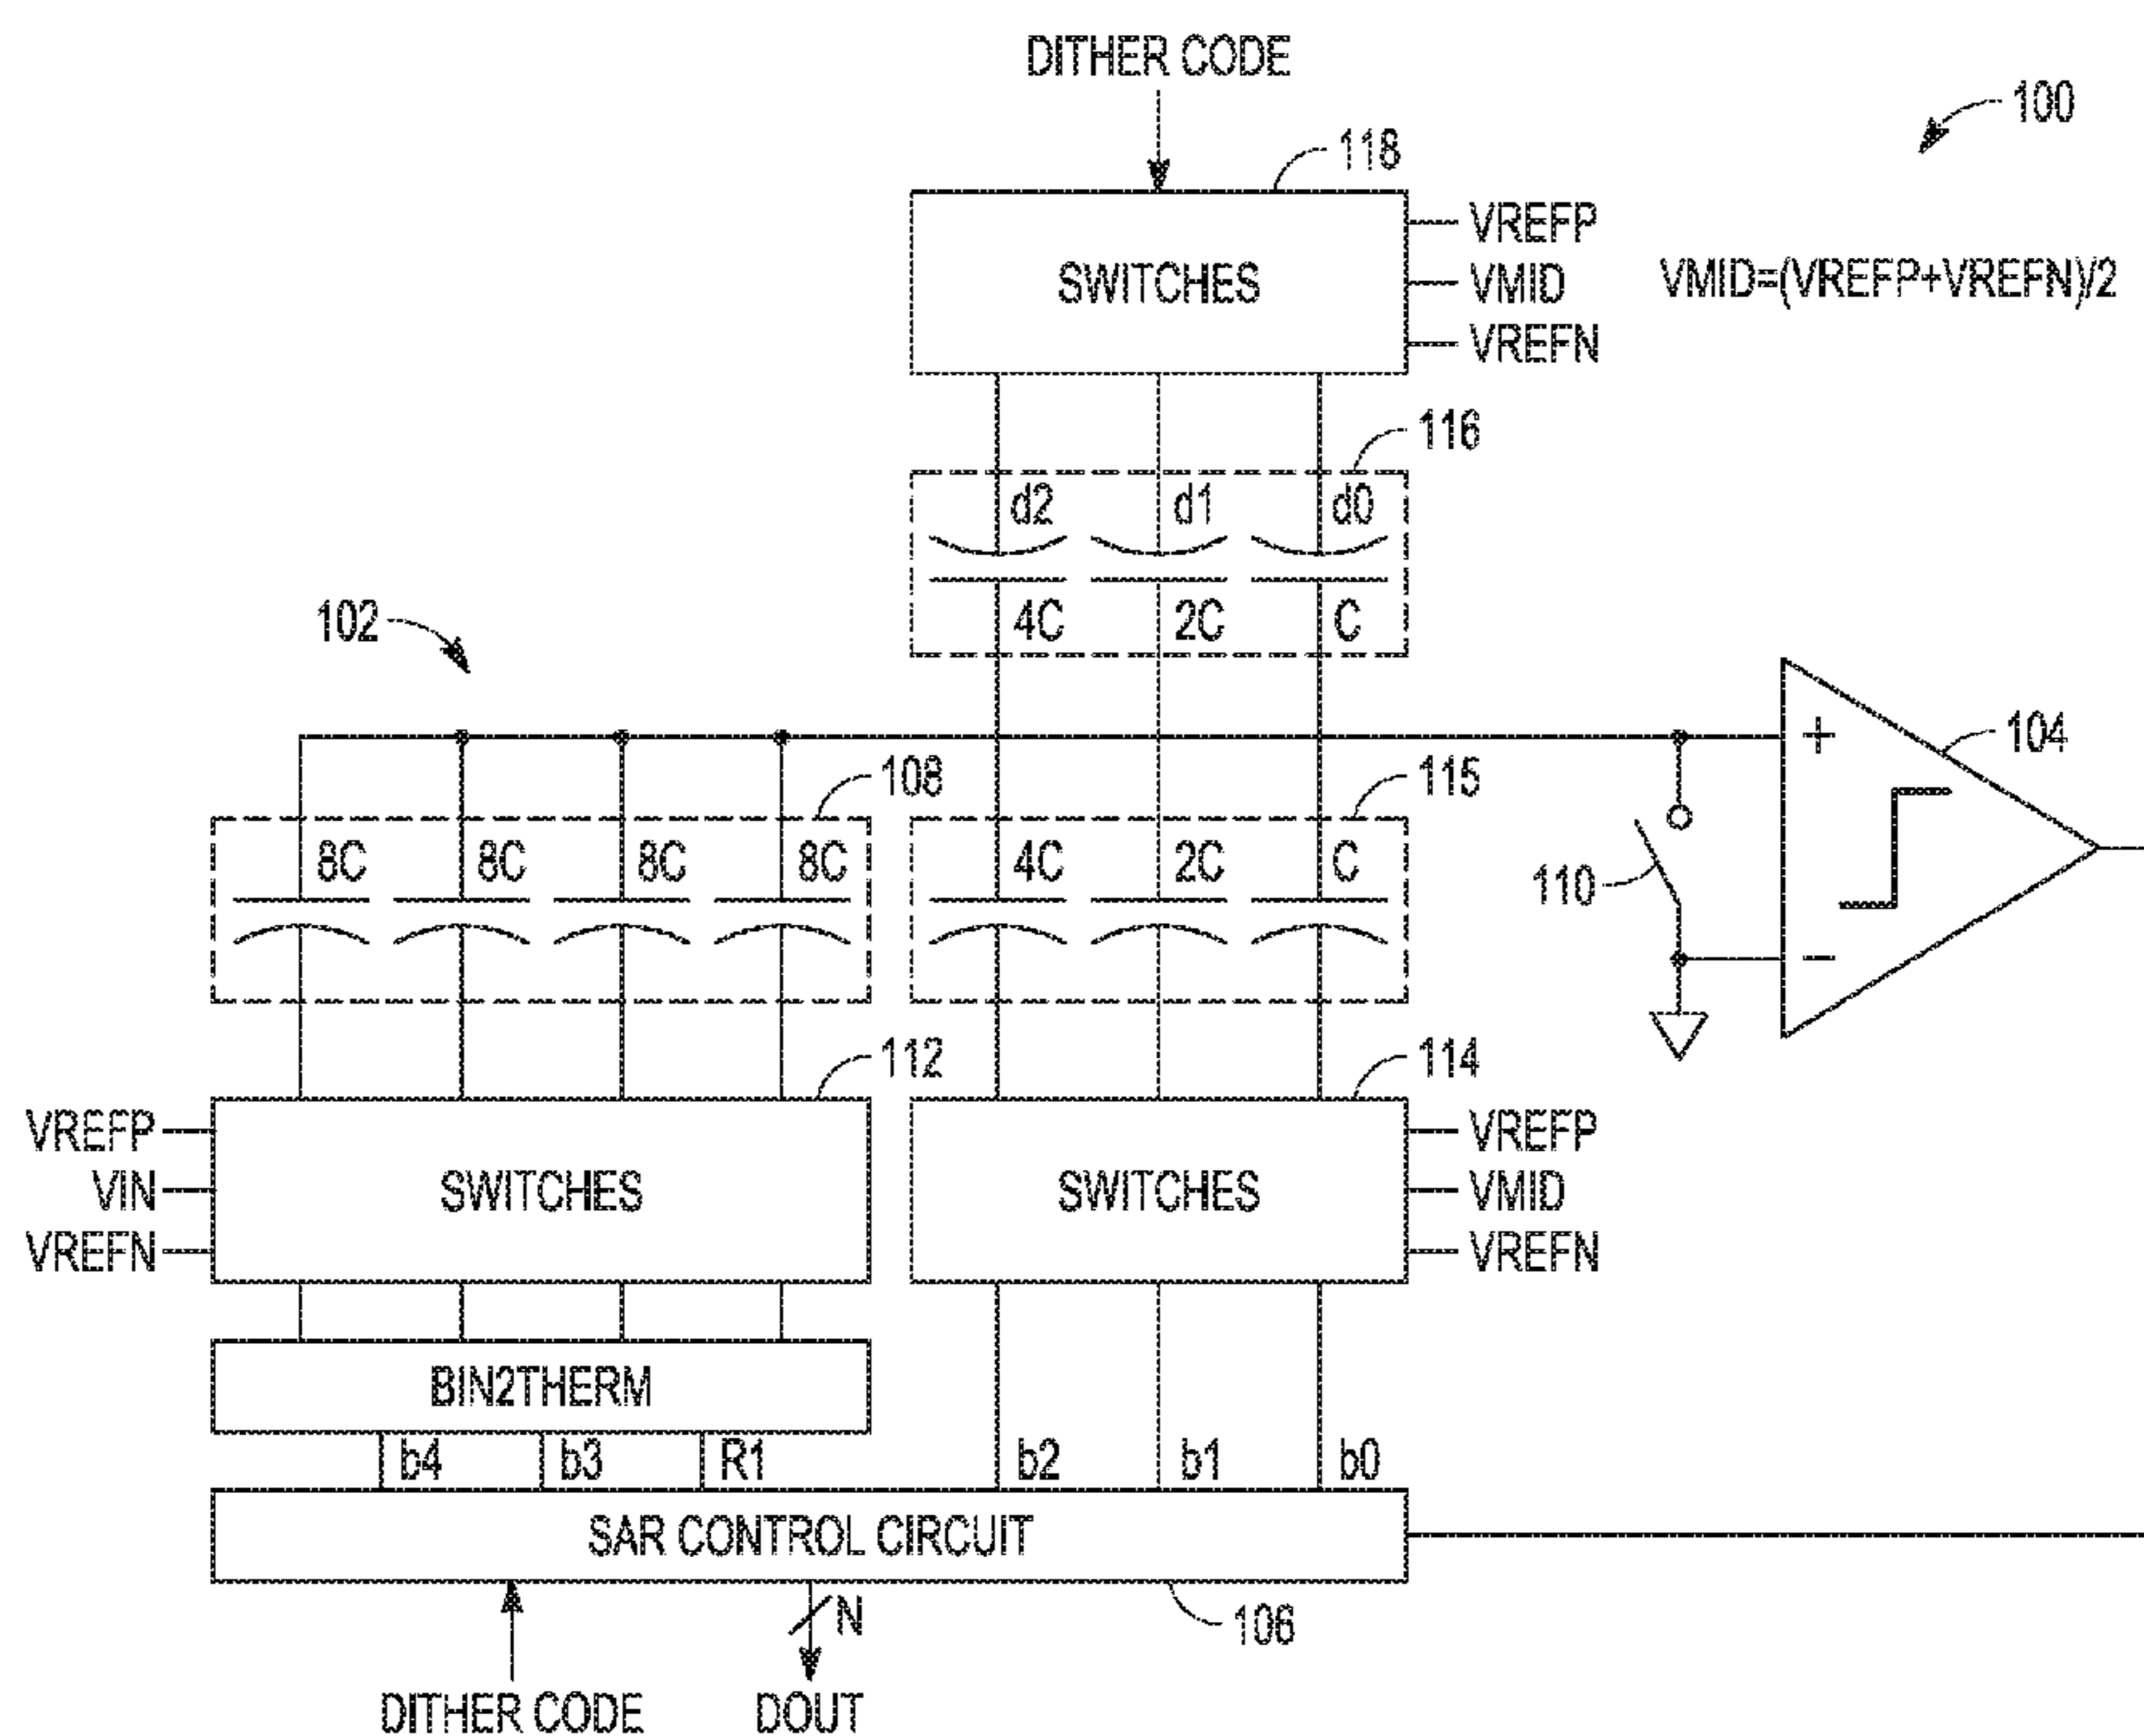 DITHER CODE
100
118
VREFP
SWITCHES
VMID
VMID=(VREFP+VREFN)/2
VREFN
116
d2 d1 d0
4C 2C C
102
+
104
108
115
8C 8C 8C 8C
4C 2C C
110
−
112
114
VREFP
VIN
VREFN
SWITCHES
SWITCHES
VREFP
VMID
VREFN
BIN2THERM
b4 b3 R1 b2 b1 b0
SAR CONTROL CIRCUIT
N
106
DITHER CODE
DOUT